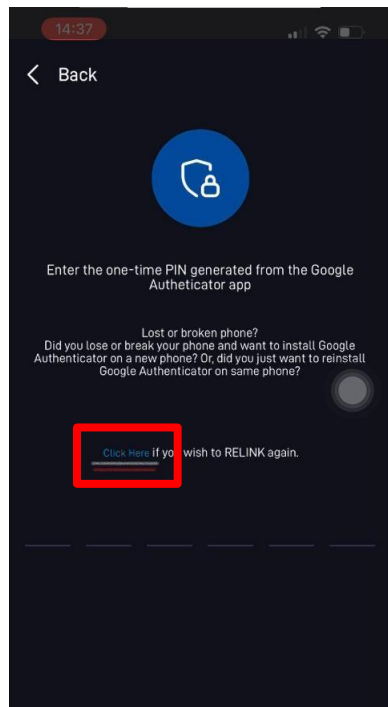 14:37
Back
Enter the one-time PIN generated from the Google
Autheticator app
Lost or broken phone?
Did you lose or break your phone and want to install Google
Authenticator on a new phone? Or, did you just want to reinstall
Google Authenticator on same phone?
Click Here if you wish to RELINK again.